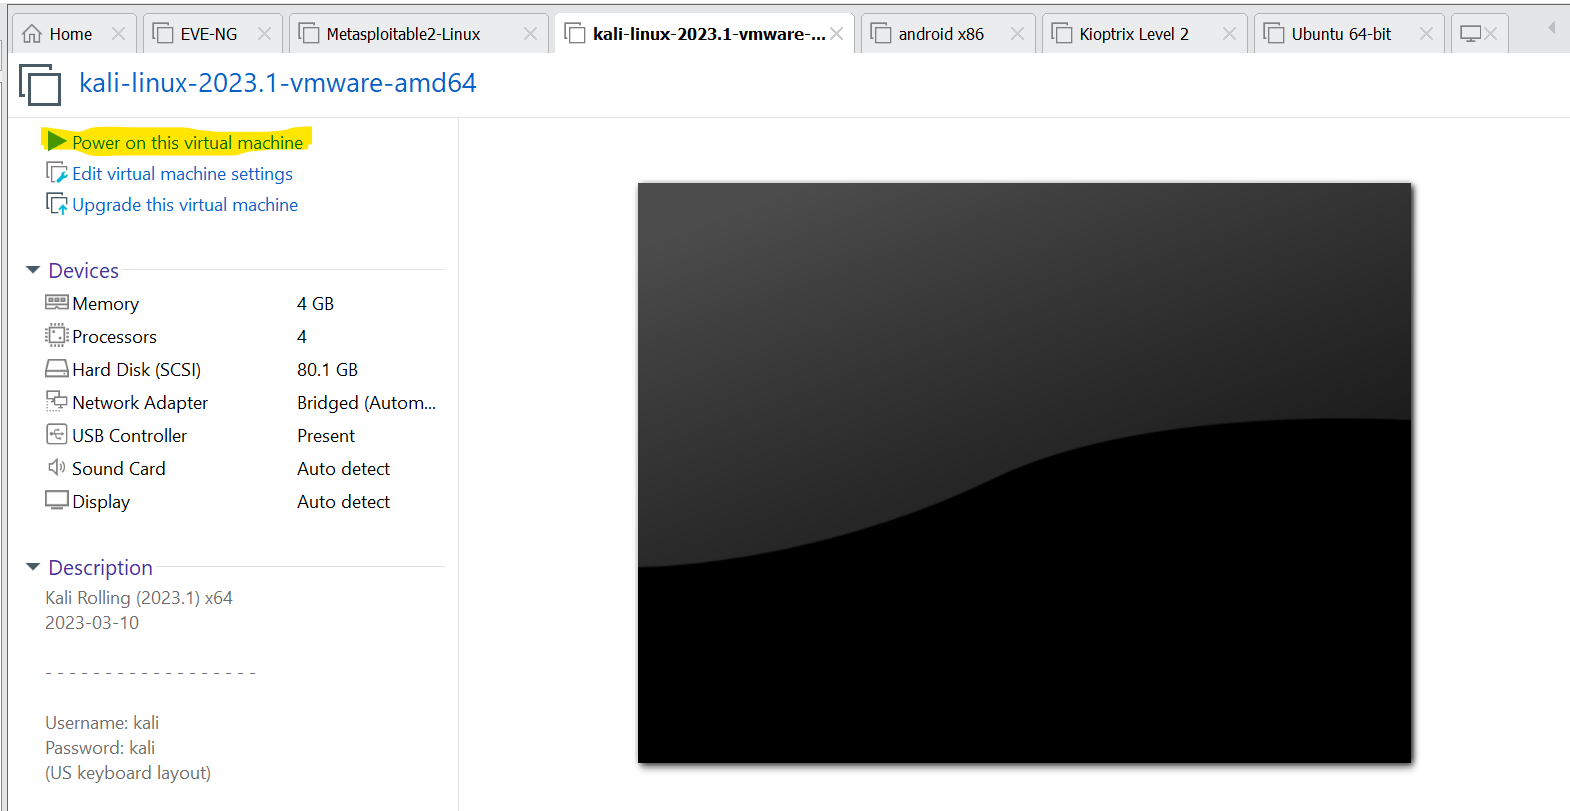 Home EVE-NG Metasploitable2-Linux kali-linux-2023.1-vmware-... android x86 Kioptrix Level 2 Ubuntu 64-bit
kali-linux-2023.1-vmware-amd64
Power on this virtual machine
Edit virtual machine settings
Upgrade this virtual machine
Devices
Memory 4 GB
Processors 4
Hard Disk (SCSI) 80.1 GB
Network Adapter Bridged (Autom...
USB Controller Present
Sound Card Auto detect
Display Auto detect
Description
Kali Rolling (2023.1) x64
2023-03-10
- - - - - - - - - - - - - - - - - -
Username: kali
Password: kali
(US keyboard layout)